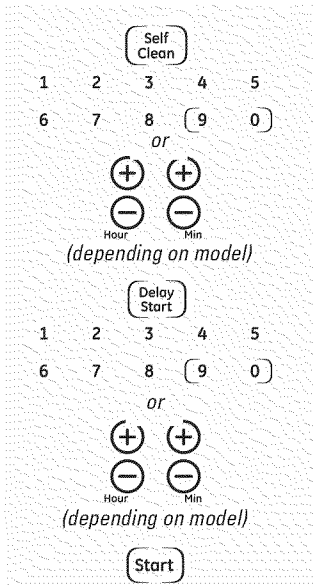 Self
Clean
1 2 3 4 5
6 7 8 9 0
or
+ +
− −
Hour Min
(depending on model)
Delay
Start
1 2 3 4 5
6 7 8 9 0
or
+ +
− −
Hour Min
(depending on model)
Start